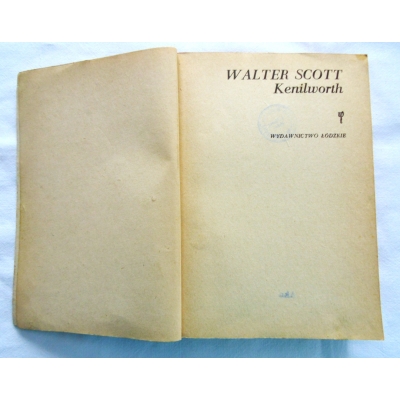 WALTER SCOTT
Kenilworth
WYDAWNICTWO ŁÓDZKIE